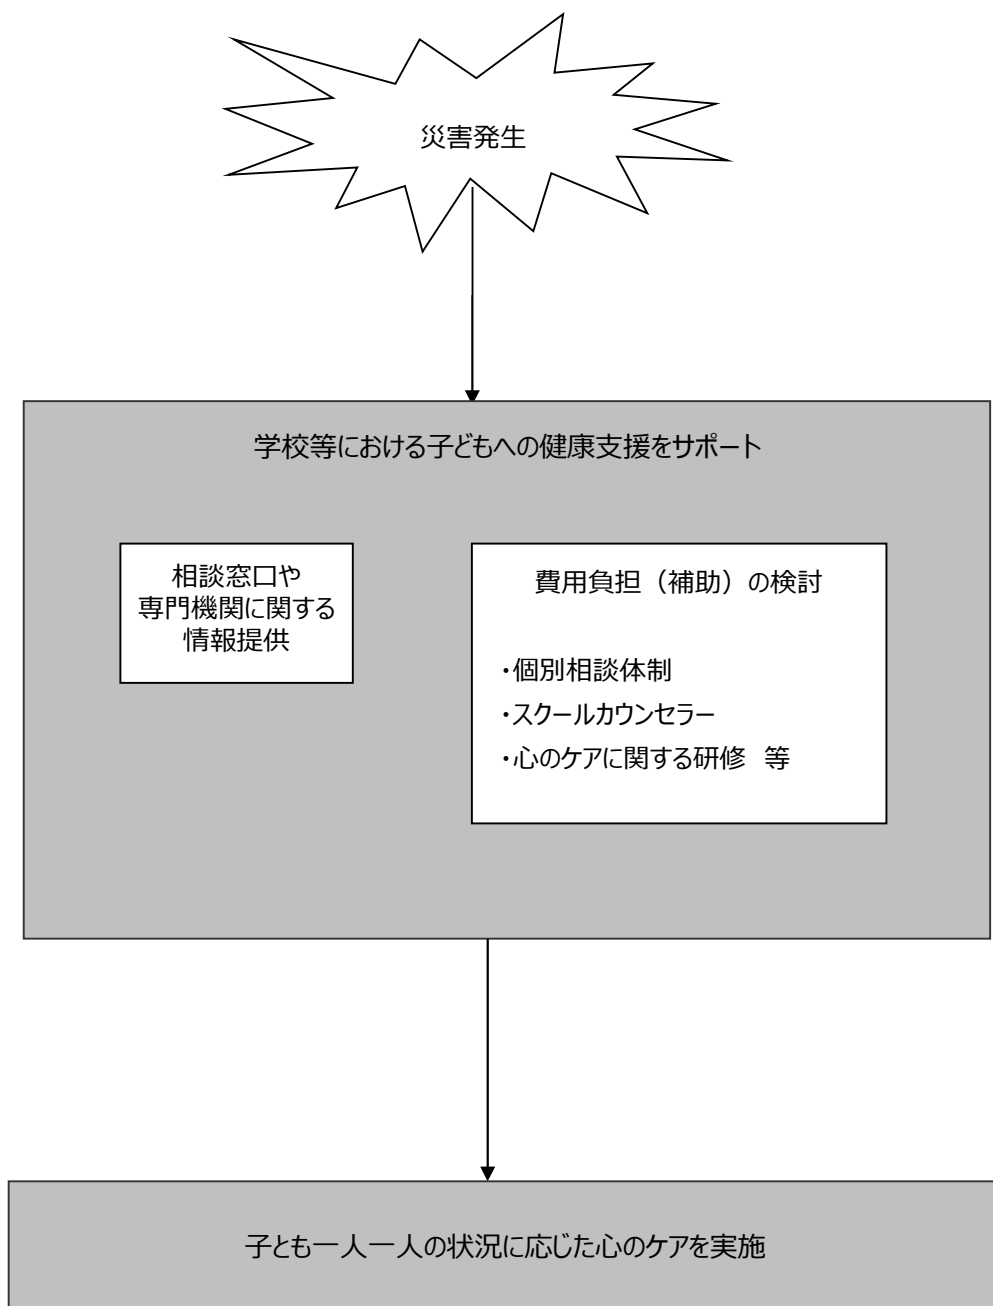 災害発生
学校等における子どもへの健康支援をサポート
相談窓口や
専門機関に関する
情報提供
費用負担（補助）の検討
・個別相談体制
・スクールカウンセラー
・心のケアに関する研修　等
子とも一人一人の状況に応じた心のケアを実施